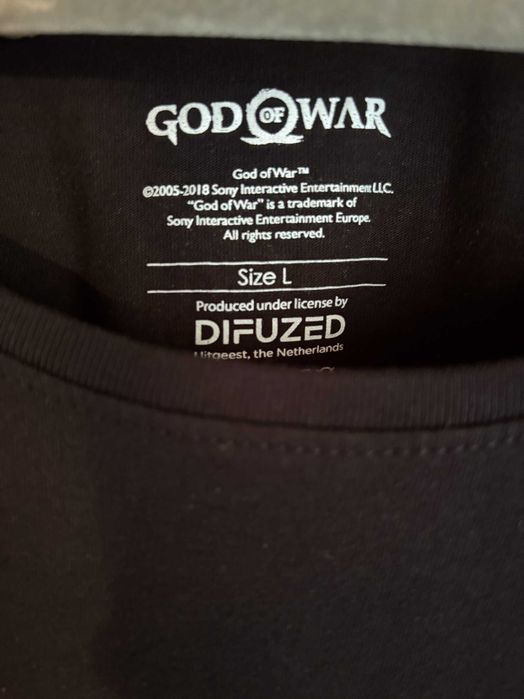 GOD OF WAR
God of War™
©2005-2018 Sony Interactive Entertainment LLC.
“God of War” is a trademark of
Sony Interactive Entertainment Europe.
All rights reserved.
Size L
Produced under license by
DIFUZED
Uitgeest, the Netherlands